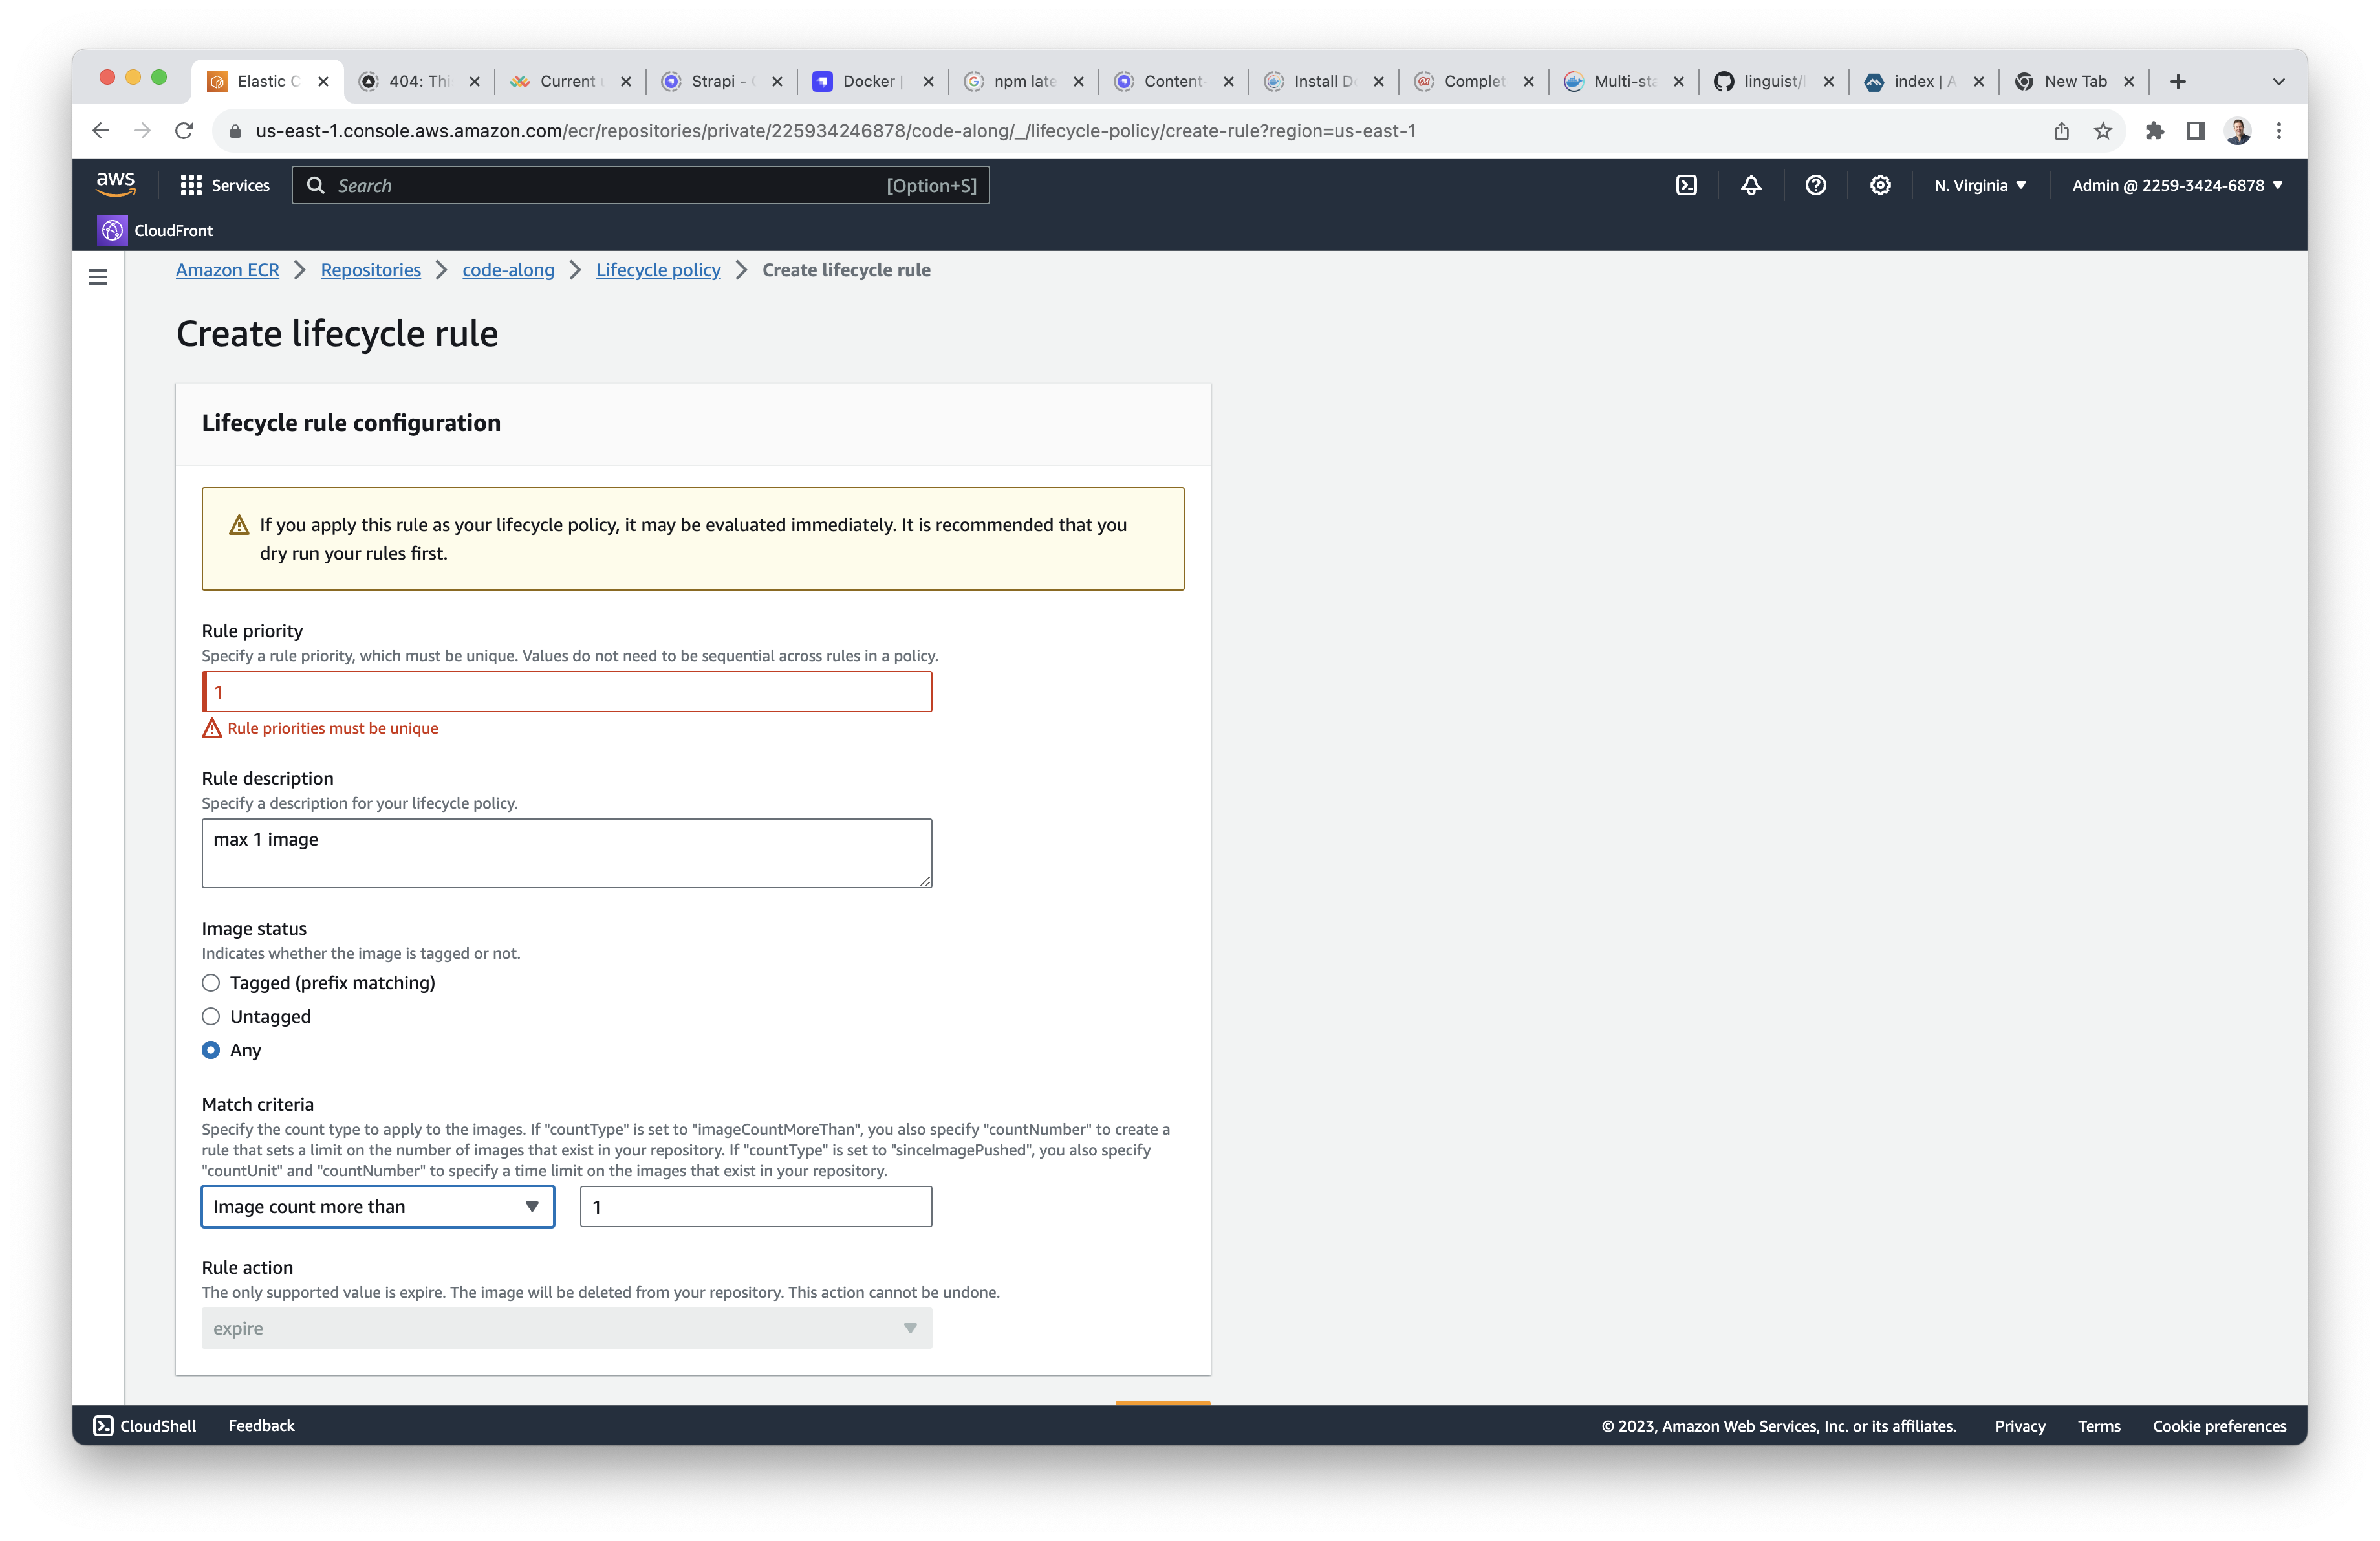 Elastic C
404: Thi
Current u
Strapi - C
Docker |
npm late
Content-
Install Do
Complet
Multi-sta
linguist/l
index | A
New Tab
us-east-1.console.aws.amazon.com/ecr/repositories/private/225934246878/code-along/_/lifecycle-policy/create-rule?region=us-east-1
aws
Services
Search
[Option+S]
N. Virginia
Admin @ 2259-3424-6878
CloudFront
Amazon ECR
Repositories
code-along
Lifecycle policy
Create lifecycle rule
Create lifecycle rule
Lifecycle rule configuration
If you apply this rule as your lifecycle policy, it may be evaluated immediately. It is recommended that you
dry run your rules first.
Rule priority
Specify a rule priority, which must be unique. Values do not need to be sequential across rules in a policy.
1
Rule priorities must be unique
Rule description
Specify a description for your lifecycle policy.
max 1 image
Image status
Indicates whether the image is tagged or not.
Tagged (prefix matching)
Untagged
Any
Match criteria
Specify the count type to apply to the images. If "countType" is set to "imageCountMoreThan", you also specify "countNumber" to create a
rule that sets a limit on the number of images that exist in your repository. If "countType" is set to "sinceImagePushed", you also specify
"countUnit" and "countNumber" to specify a time limit on the images that exist in your repository.
Image count more than
1
Rule action
The only supported value is expire. The image will be deleted from your repository. This action cannot be undone.
expire
CloudShell
Feedback
© 2023, Amazon Web Services, Inc. or its affiliates.
Privacy
Terms
Cookie preferences